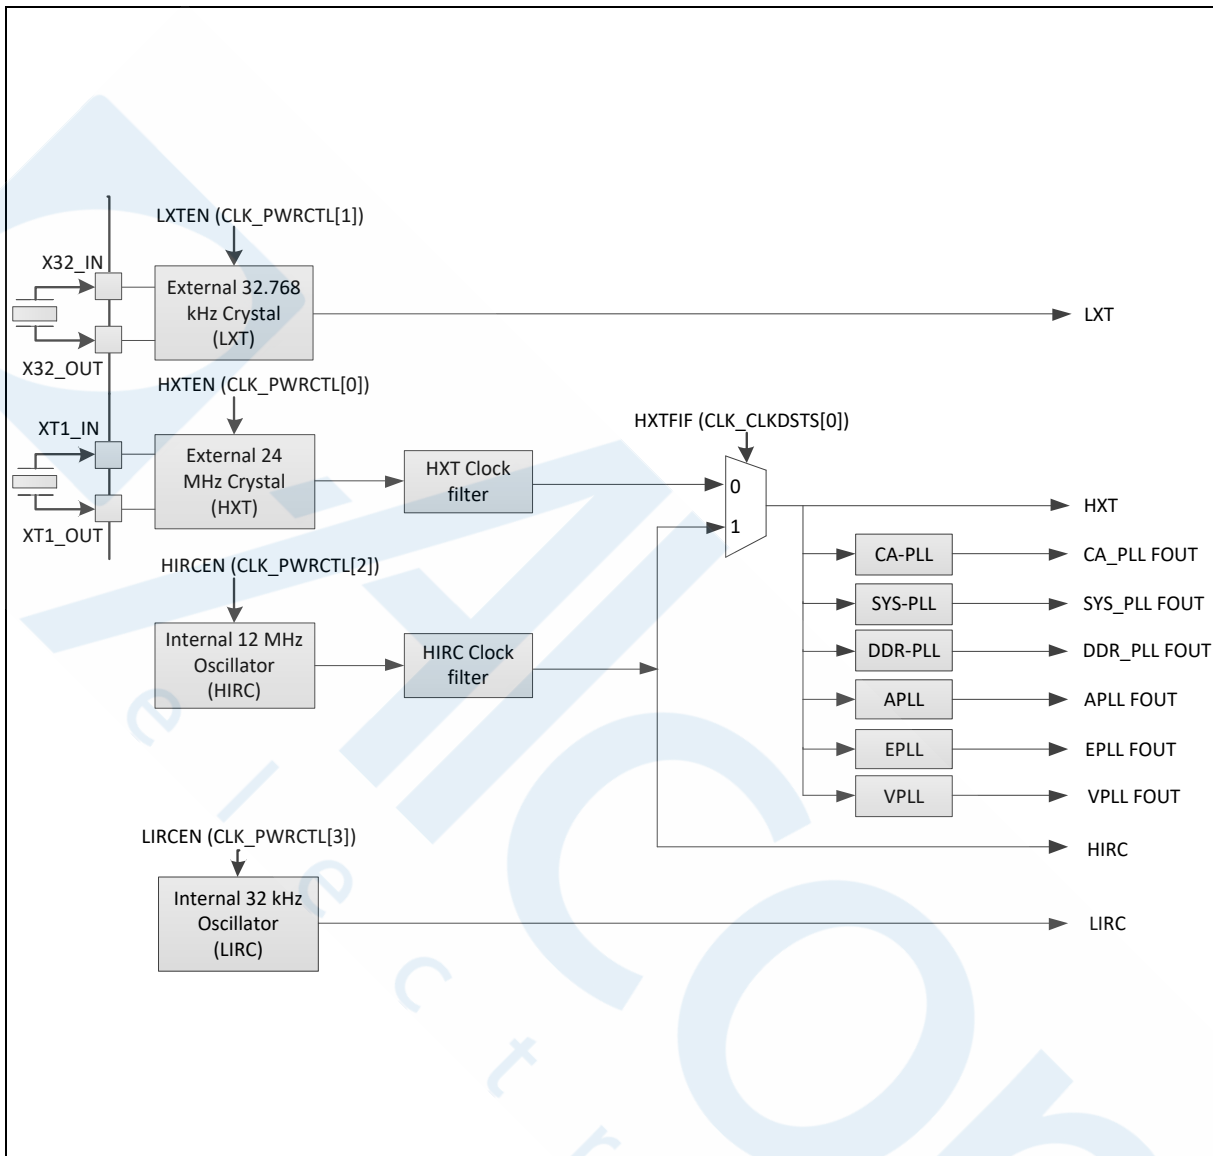 LXTEN (CLK_PWRCTL[1])
X32_IN
External 32.768
kHz Crystal
(LXT)
LXT
X32_OUT
HXTEN (CLK_PWRCTL[0])
XT1_IN
HXTFIF (CLK_CLKDSTS[0])
External 24
MHz Crystal
(HXT)
HXT Clock
filter
0
1
HXT
XT1_OUT
CA-PLL
CA_PLL FOUT
HIRCEN (CLK_PWRCTL[2])
SYS-PLL
SYS_PLL FOUT
Internal 12 MHz
Oscillator
(HIRC)
HIRC Clock
filter
DDR-PLL
DDR_PLL FOUT
APLL
APLL FOUT
EPLL
EPLL FOUT
VPLL
VPLL FOUT
LIRCEN (CLK_PWRCTL[3])
HIRC
Internal 32 kHz
Oscillator
(LIRC)
LIRC